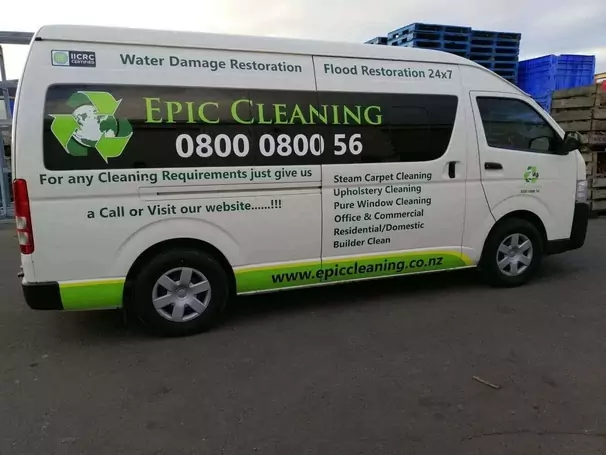 IICRC
CERTIFIED
Water Damage Restoration
Flood Restoration 24x7
EPIC CLEANING
0800 0800 56
For any Cleaning Requirements just give us
a Call or Visit our website......!!!
Steam Carpet Cleaning
Upholstery Cleaning
Pure Window Cleaning
Office & Commercial
Residential/Domestic
Builder Clean
www.epiccleaning.co.nz